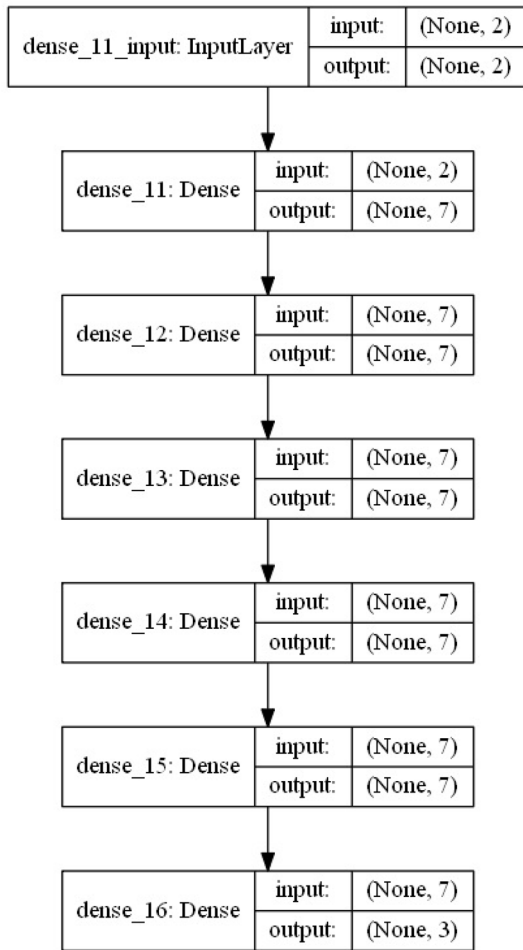 dense_11_input: InputLayer
input: (None, 2)
output: (None, 2)
dense_11: Dense
input: (None, 2)
output: (None, 7)
dense_12: Dense
input: (None, 7)
output: (None, 7)
dense_13: Dense
input: (None, 7)
output: (None, 7)
dense_14: Dense
input: (None, 7)
output: (None, 7)
dense_15: Dense
input: (None, 7)
output: (None, 7)
dense_16: Dense
input: (None, 7)
output: (None, 3)